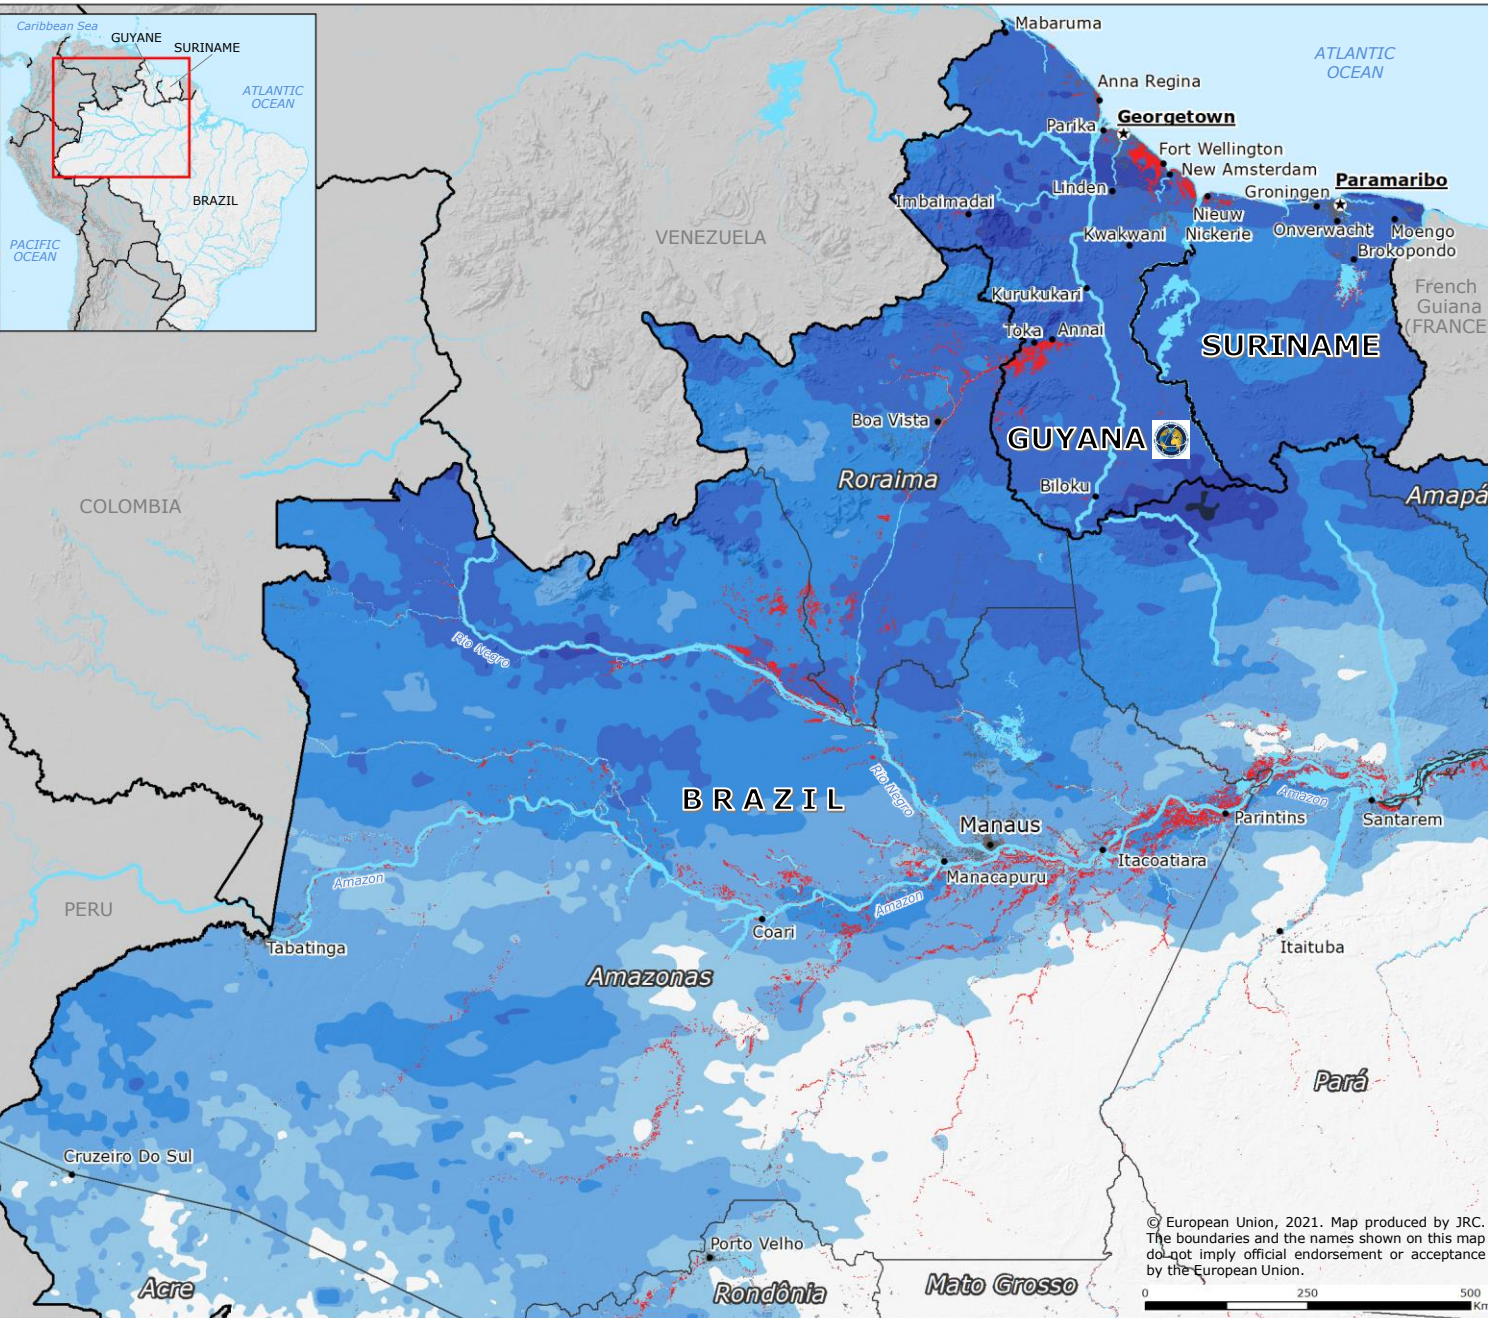 Caribbean Sea
GUYANE
SURINAME
ATLANTIC
OCEAN
BRAZIL
PACIFIC
OCEAN
Mabaruma
ATLANTIC
OCEAN
Anna Regina
Parika
Georgetown
Fort Wellington
New Amsterdam
Linden
Groningen
Paramaribo
Imbaimadai
Nieuw
Nickerie
Onverwacht
Moengo
Kwakwani
Brokopondo
VENEZUELA
Kurukukari
French
Guiana
(FRANCE
Toka
Annai
SURINAME
Boa Vista
GUYANA
Roraima
Biloku
Amapá
COLOMBIA
Rio Negro
Rio Negro
BRAZIL
Amazon
Manaus
Parintins
Santarem
Itacoatiara
Manacapuru
Amazon
Amazon
PERU
Coari
Tabatinga
Itaituba
Amazonas
Pará
Cruzeiro Do Sul
Porto Velho
Acre
Rondônia
Mato Grosso
© European Union, 2021. Map produced by JRC.
The boundaries and the names shown on this map
do not imply official endorsement or acceptance
by the European Union.
0 250 500
Km